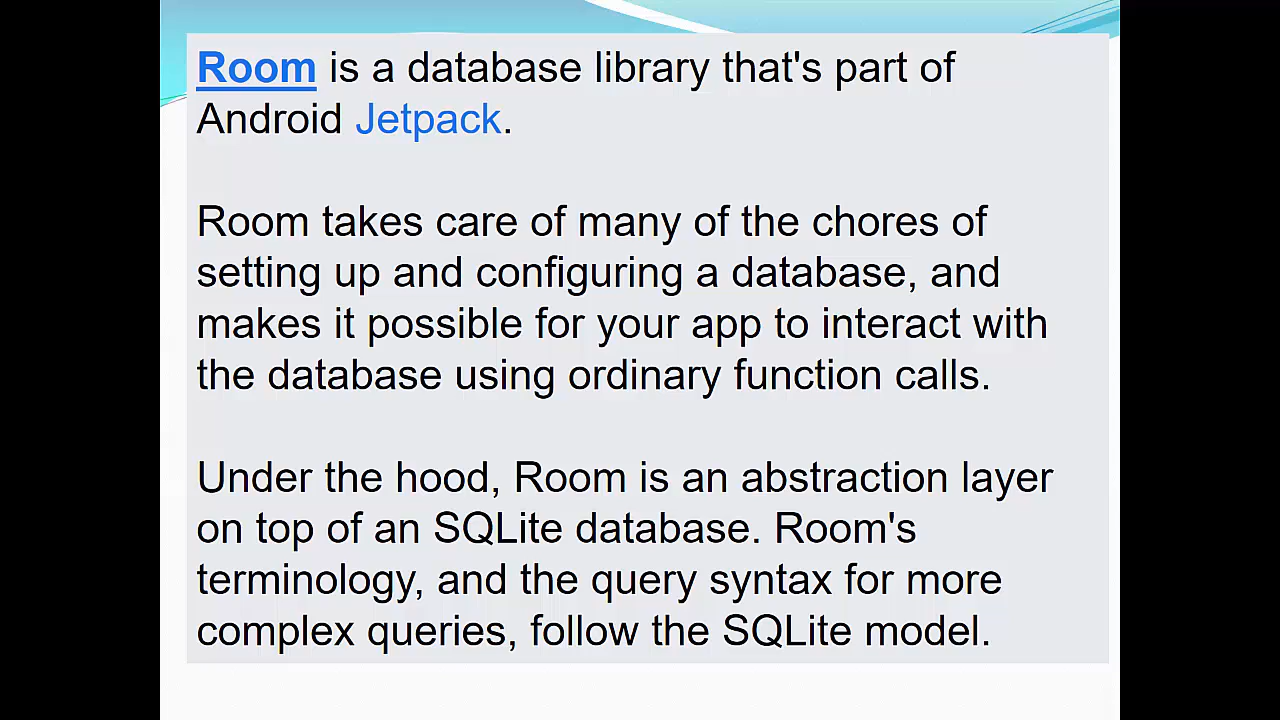 Room is a database library that's part of
Android Jetpack.
Room takes care of many of the chores of
setting up and configuring a database, and
makes it possible for your app to interact with
the database using ordinary function calls.
Under the hood, Room is an abstraction layer
on top of an SQLite database. Room's
terminology, and the query syntax for more
complex queries, follow the SQLite model.